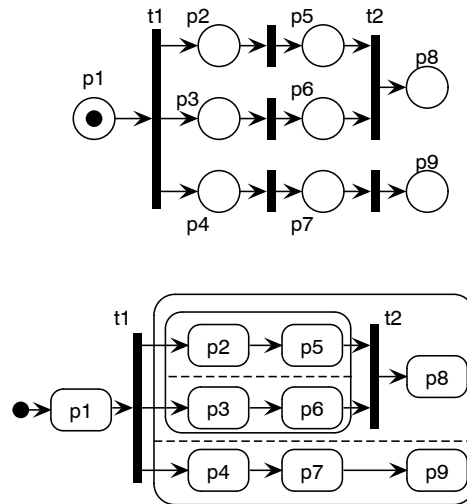 t1 p2 p5 t2
p1 p8
p3 p6
p9
p4 p7
t1 t2
p2 p5
p8
p1 p3 p6
p4 p7 p9